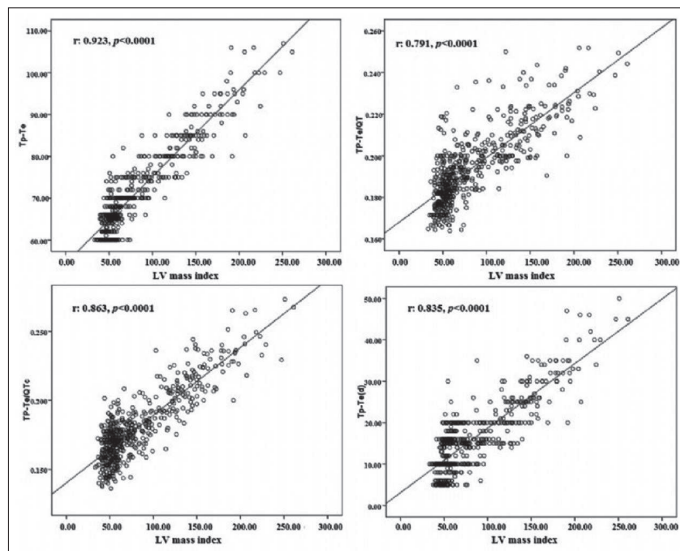 r: 0.923, p<0.0001
Tp-Te
110.00
100.00
90.00
80.00
70.00
60.00
0.00 50.00 100.00 150.00 200.00 250.00 300.00
LV mass index
r: 0.791, p<0.0001
TP-Te/QT
0.260
0.240
0.220
0.200
0.180
0.160
0.00 50.00 100.00 150.00 200.00 250.00 300.00
LV mass index
r: 0.863, p<0.0001
TP-Te/QTc
0.250
0.200
0.150
0.00 50.00 100.00 150.00 200.00 250.00 300.00
LV mass index
r: 0.835, p<0.0001
TP-Te(d)
50.00
40.00
30.00
20.00
10.00
0.00
0.00 50.00 100.00 150.00 200.00 250.00 300.00
LV mass index